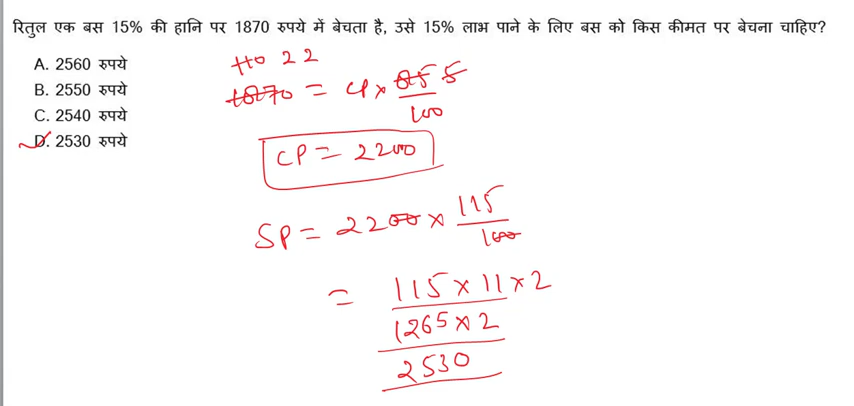 रितुल एक बस 15% की हानि पर 1870 रुपये में बेचता है, उसे 15% लाभ पाने के लिए बस को किस कीमत पर बेचना चाहिए?
A. 2560 रुपये
B. 2550 रुपये
C. 2540 रुपये
D. 2530 रुपये
110 22
1870 = CP × 85 5
100
CP = 2200
SP = 2200 × 115
100
= 115 × 11 × 2
1265 × 2
2530